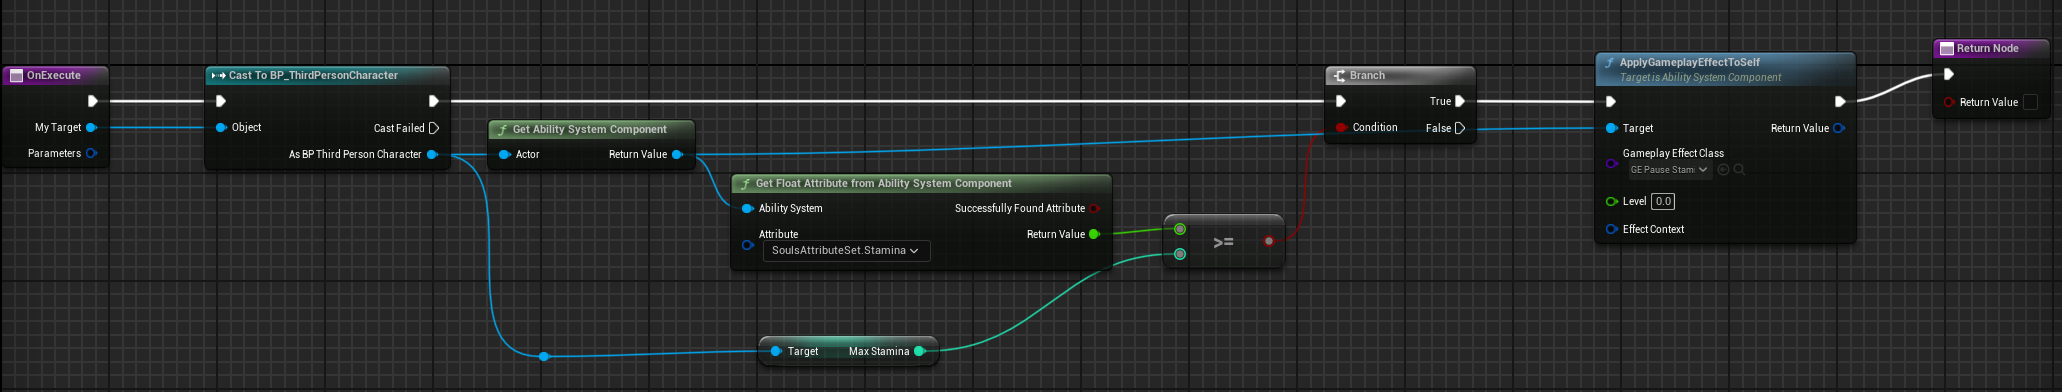 OnExecute
My Target
Parameters
Cast To BP_ThirdPersonCharacter
Object
Cast Failed
As BP Third Person Character
Get Ability System Component
Actor
Return Value
Get Float Attribute from Ability System Component
Ability System
Successfully Found Attribute
Attribute
SoulsAttributeSet.Stamina
Return Value
>=
Target
Max Stamina
Branch
True
Condition
False
ApplyGameplayEffectToSelf
Target is Ability System Component
Target
Return Value
Gameplay Effect Class
GE Pause Stam
Level 0.0
Effect Context
Return Node
Return Value